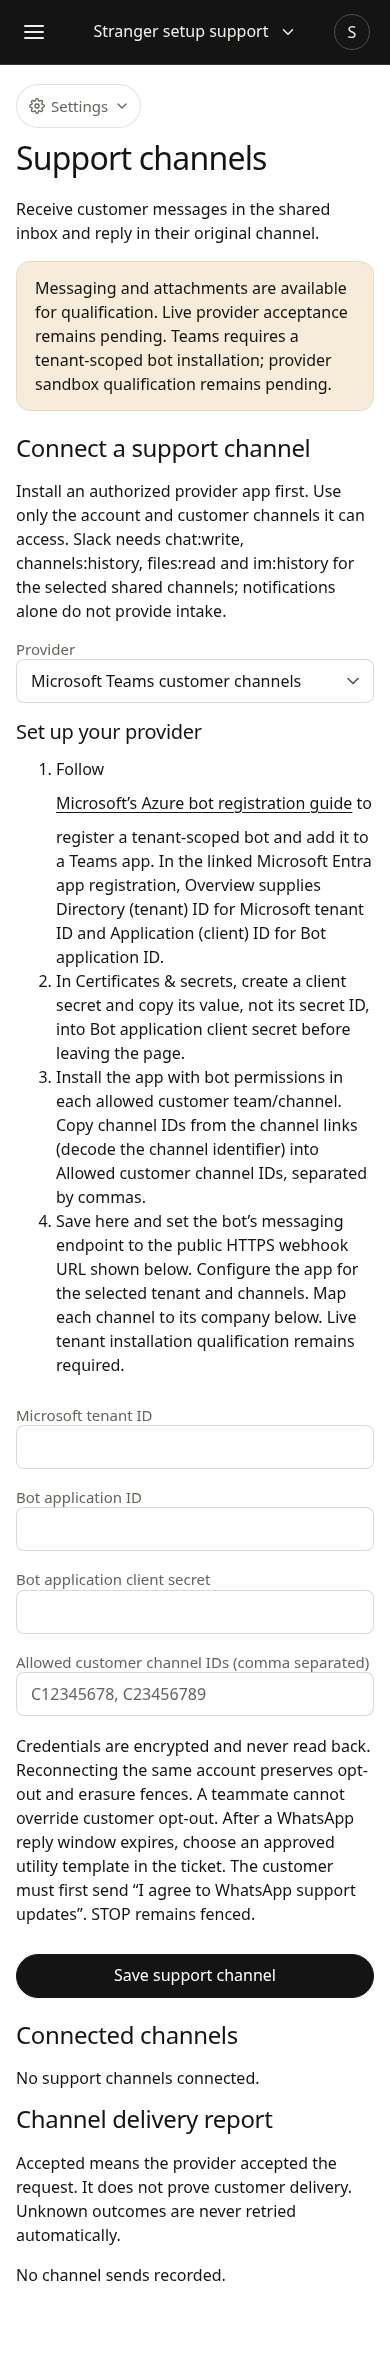 Stranger setup support
S
Settings
Support channels
Receive customer messages in the shared
inbox and reply in their original channel.
Messaging and attachments are available
for qualification. Live provider acceptance
remains pending. Teams requires a
tenant-scoped bot installation; provider
sandbox qualification remains pending.
Connect a support channel
Install an authorized provider app first. Use
only the account and customer channels it can
access. Slack needs chat:write,
channels:history, files:read and im:history for
the selected shared channels; notifications
alone do not provide intake.
Provider
Microsoft Teams customer channels
Set up your provider
1. Follow
Microsoft’s Azure bot registration guide to
register a tenant-scoped bot and add it to
a Teams app. In the linked Microsoft Entra
app registration, Overview supplies
Directory (tenant) ID for Microsoft tenant
ID and Application (client) ID for Bot
application ID.
2. In Certificates & secrets, create a client
secret and copy its value, not its secret ID,
into Bot application client secret before
leaving the page.
3. Install the app with bot permissions in
each allowed customer team/channel.
Copy channel IDs from the channel links
(decode the channel identifier) into
Allowed customer channel IDs, separated
by commas.
4. Save here and set the bot’s messaging
endpoint to the public HTTPS webhook
URL shown below. Configure the app for
the selected tenant and channels. Map
each channel to its company below. Live
tenant installation qualification remains
required.
Microsoft tenant ID
Bot application ID
Bot application client secret
Allowed customer channel IDs (comma separated)
C12345678, C23456789
Credentials are encrypted and never read back.
Reconnecting the same account preserves opt-
out and erasure fences. A teammate cannot
override customer opt-out. After a WhatsApp
reply window expires, choose an approved
utility template in the ticket. The customer
must first send “I agree to WhatsApp support
updates”. STOP remains fenced.
Save support channel
Connected channels
No support channels connected.
Channel delivery report
Accepted means the provider accepted the
request. It does not prove customer delivery.
Unknown outcomes are never retried
automatically.
No channel sends recorded.